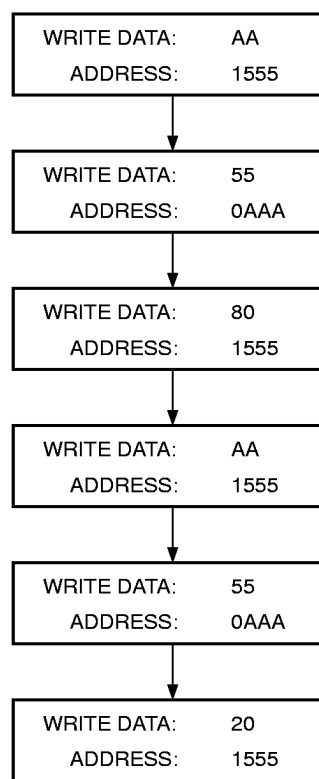 WRITE DATA: AA
ADDRESS: 1555
WRITE DATA: 55
ADDRESS: 0AAA
WRITE DATA: 80
ADDRESS: 1555
WRITE DATA: AA
ADDRESS: 1555
WRITE DATA: 55
ADDRESS: 0AAA
WRITE DATA: 20
ADDRESS: 1555